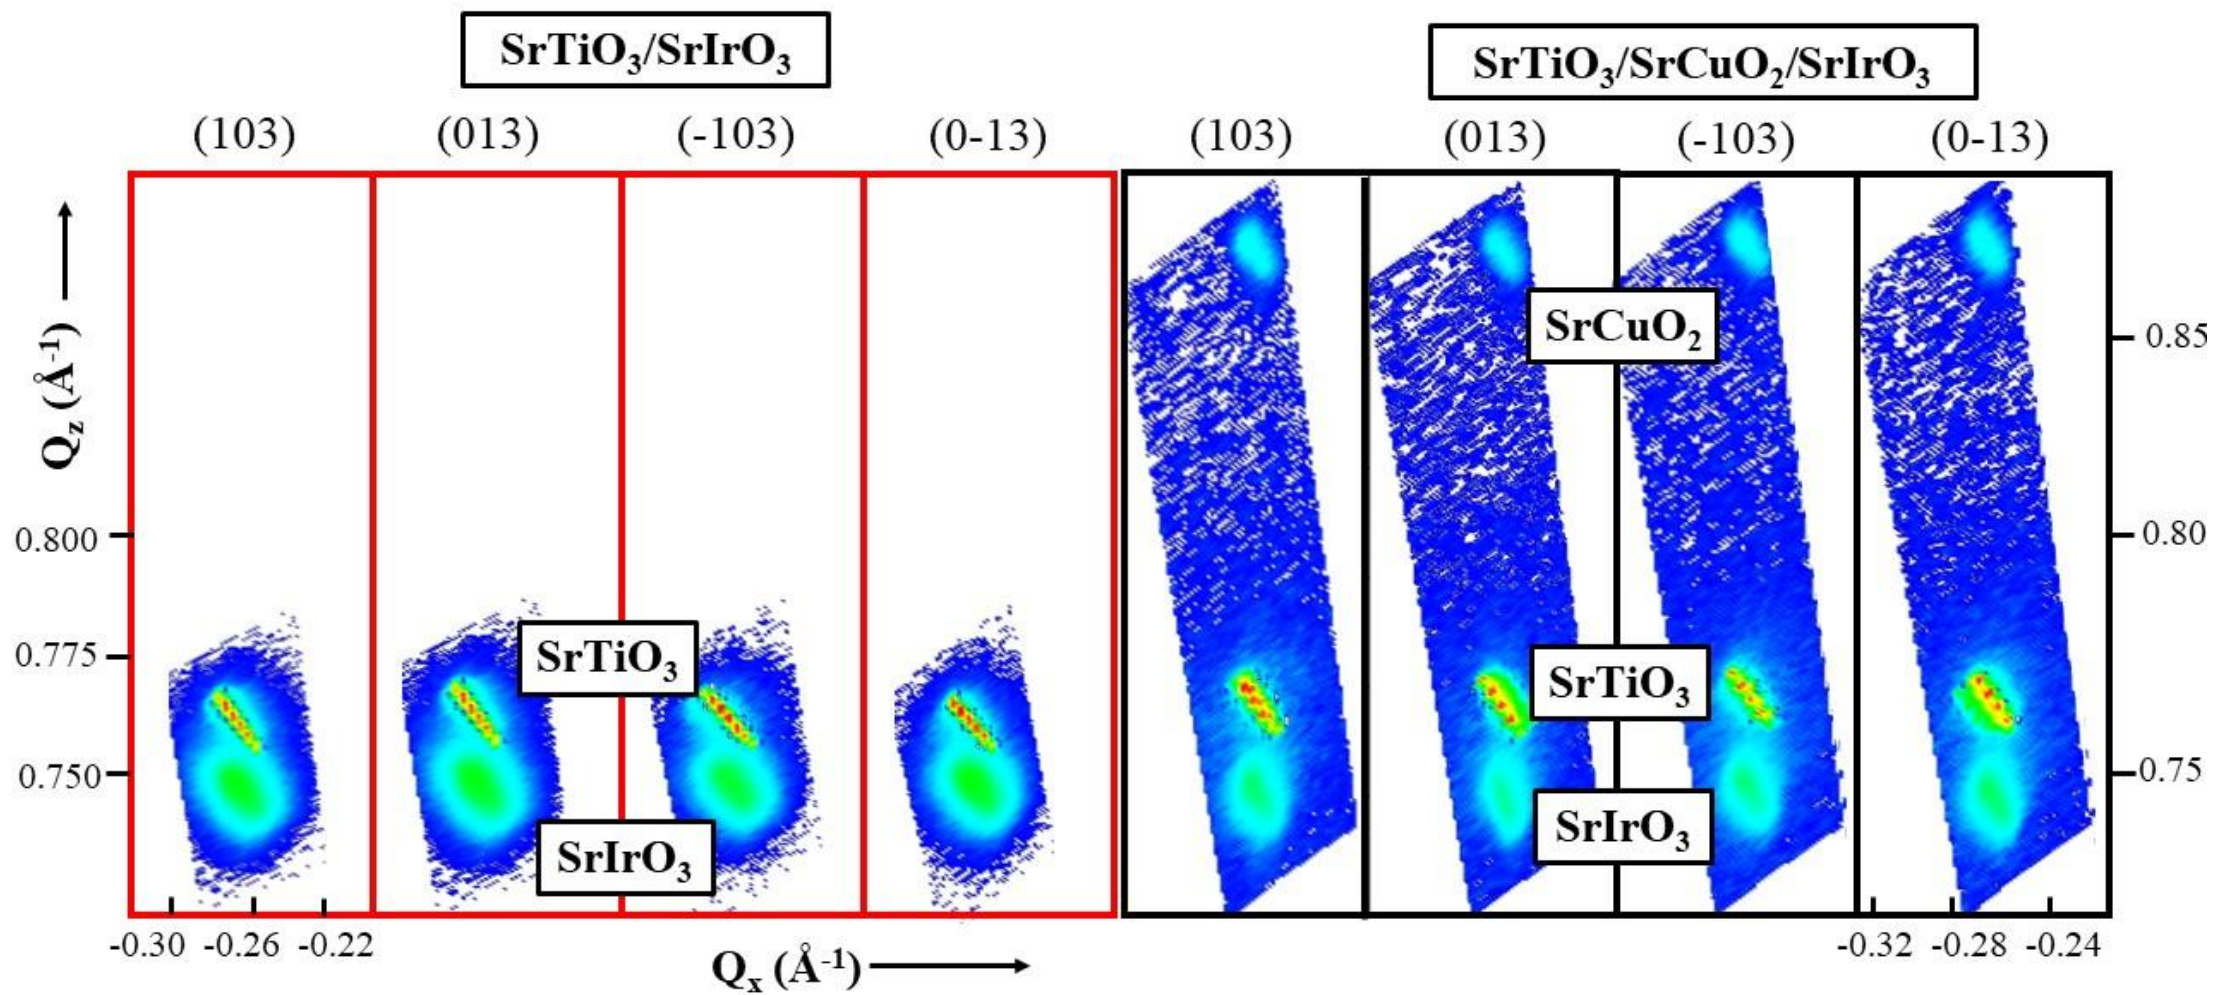 SrTiO₃/SrIrO₃
SrTiO₃/SrCuO₂/SrIrO₃
(103) (013) (-103) (0-13) (103) (013) (-103) (0-13)
Q_z (Å⁻¹)
SrCuO₂
0.85
0.800
0.80
SrTiO₃
0.775
SrTiO₃
0.750
0.75
SrIrO₃
SrIrO₃
-0.30 -0.26 -0.22
-0.32 -0.28 -0.24
Qₓ (Å⁻¹)